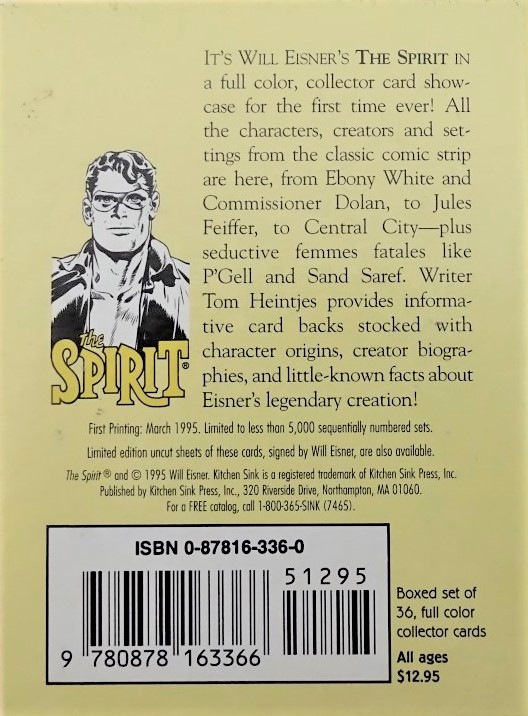 IT'S WILL EISNER'S THE SPIRIT IN
a full color, collector card show-
case for the first time ever! All
the characters, creators and set-
tings from the classic comic strip
are here, from Ebony White and
Commissioner Dolan, to Jules
Feiffer, to Central City—plus
seductive femmes fatales like
P'Gell and Sand Saref. Writer
Tom Heintjes provides informa-
tive card backs stocked with
character origins, creator biogra-
phies, and little-known facts about
Eisner's legendary creation!
the
SPIRIT®
First Printing: March 1995. Limited to less than 5,000 sequentially numbered sets.
Limited edition uncut sheets of these cards, signed by Will Eisner, are also available.
The Spirit ® and © 1995 Will Eisner. Kitchen Sink is a registered trademark of Kitchen Sink Press, Inc.
Published by Kitchen Sink Press, Inc., 320 Riverside Drive, Northampton, MA 01060.
For a FREE catalog, call 1-800-365-SINK (7465).
ISBN 0-87816-336-0
51295
9 780878 163366
Boxed set of
36, full color
collector cards
All ages
$12.95